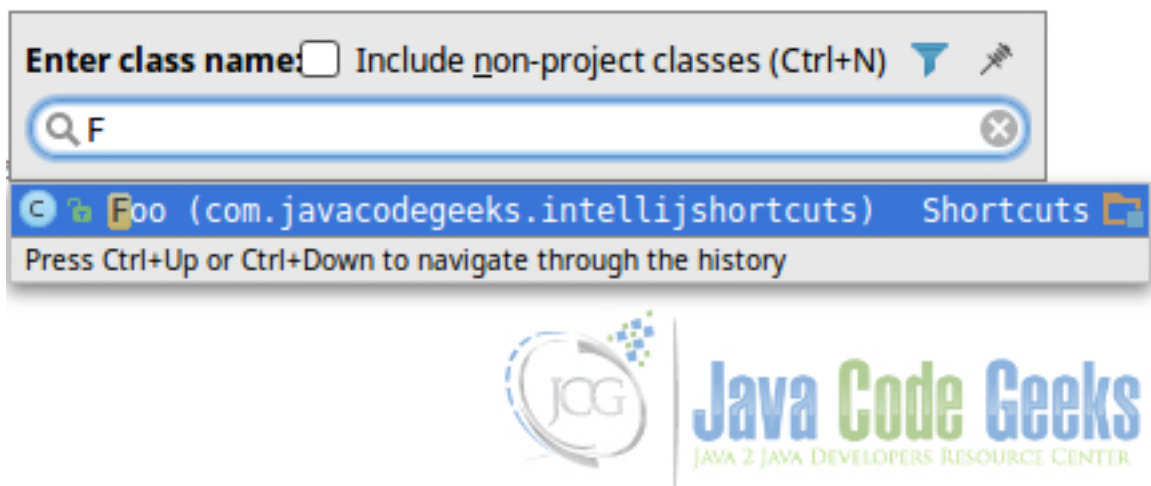 Enter class name: Include non-project classes (Ctrl+N)
F
C Foo (com.javacodegeeks.intellijshortcuts) Shortcuts
Press Ctrl+Up or Ctrl+Down to navigate through the history
JCG
Java Code Geeks
JAVA 2 JAVA DEVELOPERS RESOURCE CENTER